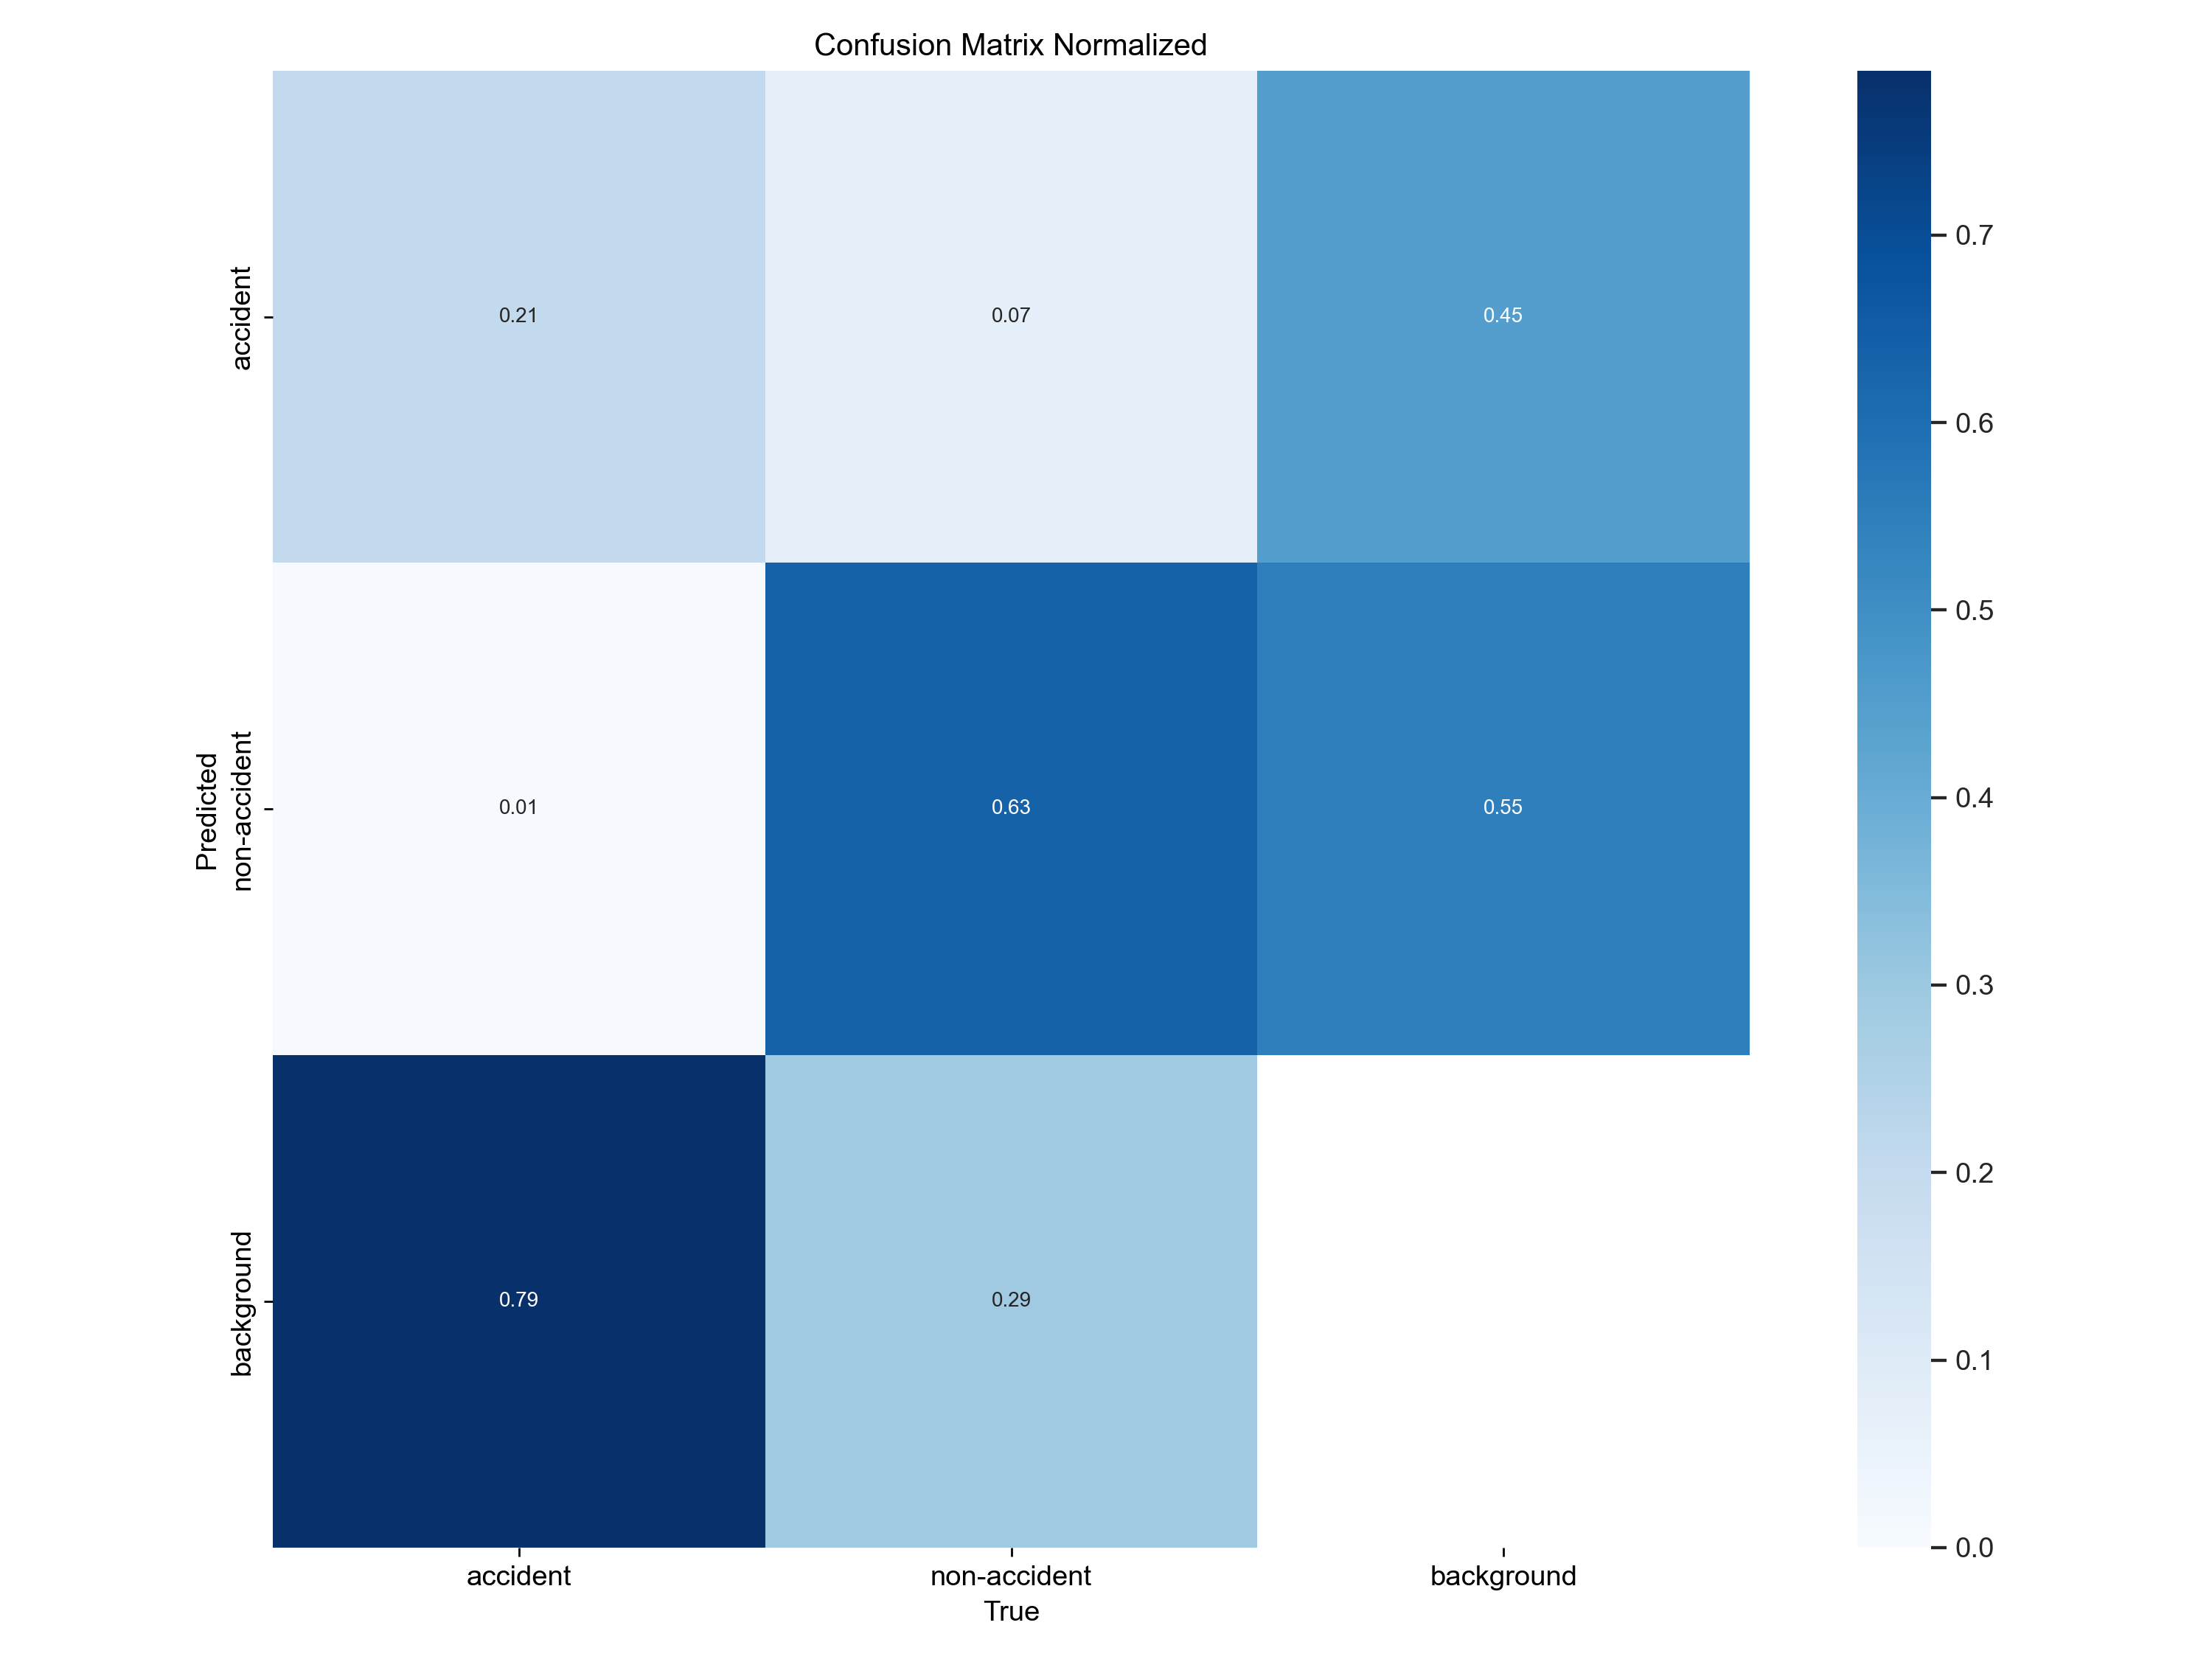 Confusion Matrix Normalized
accident
0.21
0.07
0.45
Predicted
non-accident
0.01
0.63
0.55
background
0.79
0.29
accident
non-accident
background
True
0.7
0.6
0.5
0.4
0.3
0.2
0.1
0.0